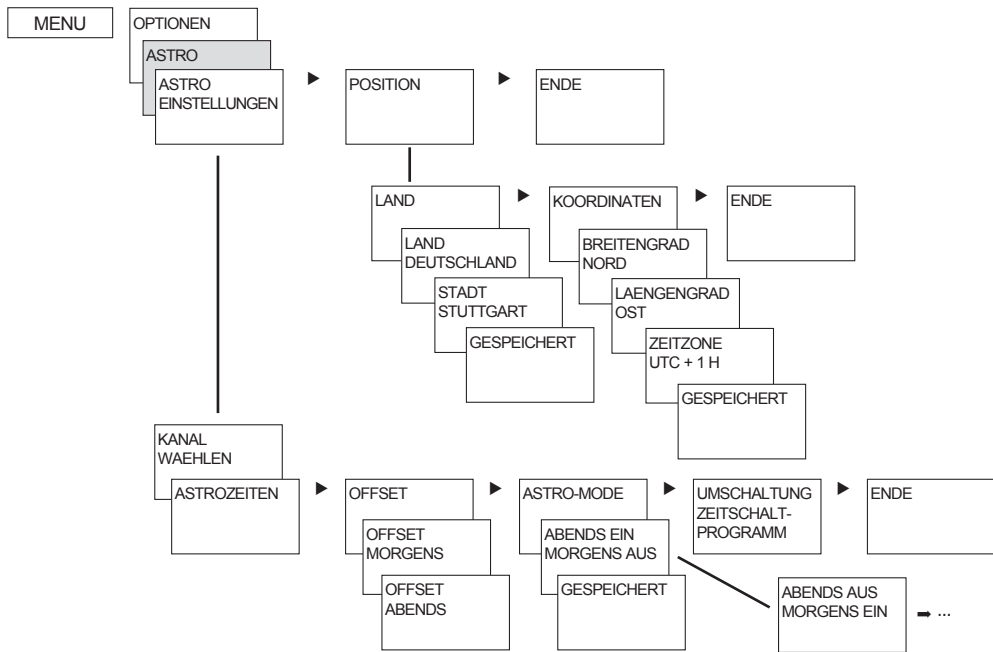 MENU
OPTIONEN
ASTRO
ASTRO
EINSTELLUNGEN
▶
POSITION
▶
ENDE
LAND
LAND
DEUTSCHLAND
STADT
STUTTGART
GESPEICHERT
▶
KOORDINATEN
BREITENGRAD
NORD
LAENGENGRAD
OST
ZEITZONE
UTC + 1 H
GESPEICHERT
▶
ENDE
KANAL
WAEHLEN
ASTROZEITEN
▶
OFFSET
OFFSET
MORGENS
OFFSET
ABENDS
▶
ASTRO-MODE
ABENDS EIN
MORGENS AUS
GESPEICHERT
▶
UMSCHALTUNG
ZEITSCHALT-
PROGRAMM
▶
ENDE
ABENDS AUS
MORGENS EIN
➡ ...